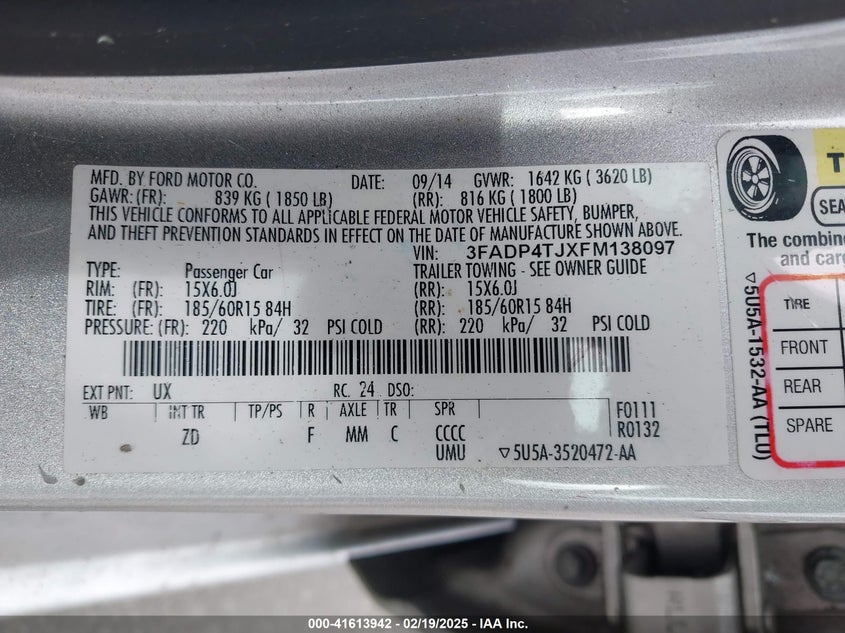 MFD. BY FORD MOTOR CO. DATE: 09/14 GVWR: 1642 KG ( 3620 LB)
GAWR: (FR): 839 KG ( 1850 LB) (RR): 816 KG ( 1800 LB)
THIS VEHICLE CONFORMS TO ALL APPLICABLE FEDERAL MOTOR VEHICLE SAFETY, BUMPER,
AND THEFT PREVENTION STANDARDS IN EFFECT ON THE DATE OF MANUFACTURE SHOWN ABOVE.
VIN: 3FADP4TJXFM138097
TYPE: Passenger Car TRAILER TOWING - SEE OWNER GUIDE
RIM: (FR): 15X6.0J (RR): 15X6.0J
TIRE: (FR): 185/60R15 84H (RR): 185/60R15 84H
PRESSURE: (FR): 220 kPa/ 32 PSI COLD (RR): 220 kPa/ 32 PSI COLD
EXT PNT: UX RC: 24 DSO:
WB INT TR TP/PS R AXLE TR SPR F0111
ZD F MM C CCCC R0132
UMU ▽5U5A-3520472-AA
T
SEA
The combin
and carg
▽5U5A-1532-AA (TLU)
TIRE
FRONT
REAR
SPARE
000-41613942 - 02/19/2025 - IAA Inc.